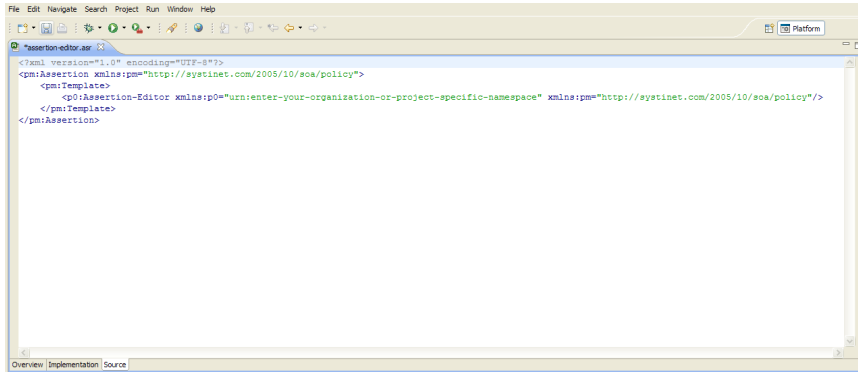 File Edit Navigate Search Project Run Window Help
Platform
*assertion-editor.asr
<?xml version="1.0" encoding="UTF-8"?>
<pm:Assertion xmlns:pm="http://systinet.com/2005/10/soa/policy">
<pm:Template>
<p0:Assertion-Editor xmlns:p0="urn:enter-your-organization-or-project-specific-namespace" xmlns:pm="http://systinet.com/2005/10/soa/policy"/>
</pm:Template>
</pm:Assertion>
Overview Implementation Source